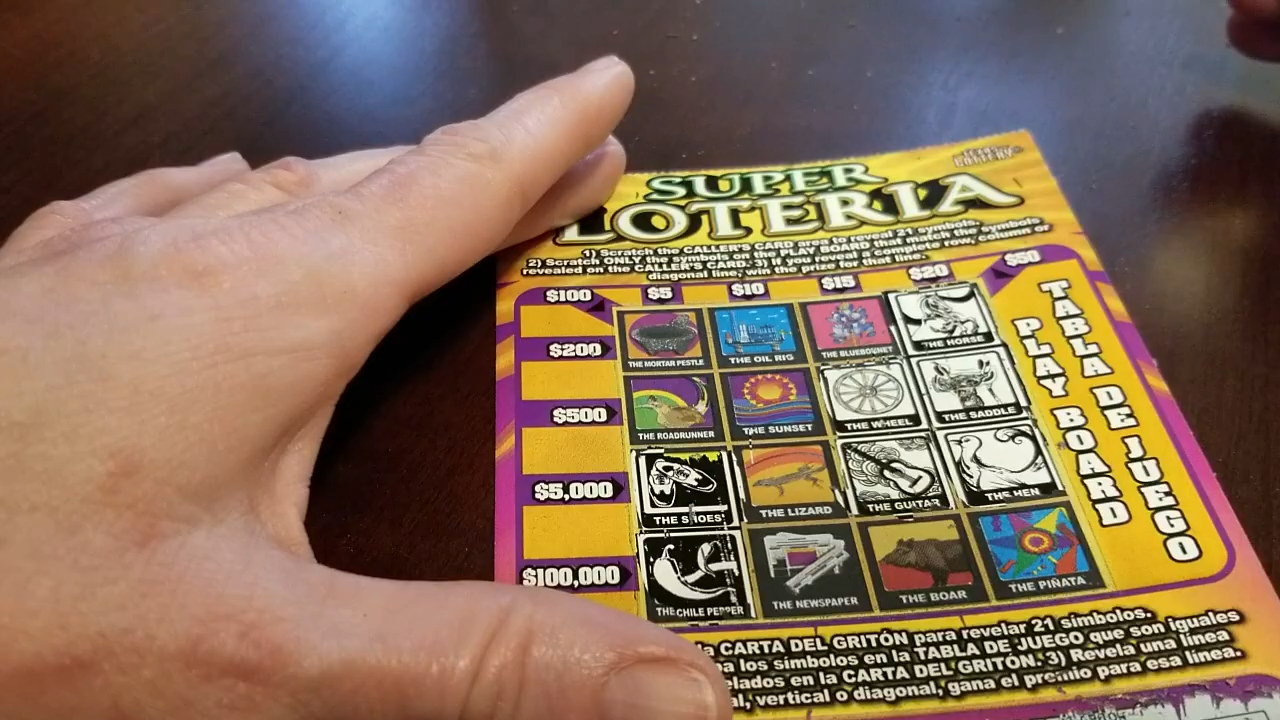 TEXAS LOTTERY
SUPER
LOTERIA
1) Scratch the CALLER'S CARD area to reveal 21 symbols.
2) Scratch ONLY the symbols on the PLAY BOARD that match the symbols
revealed on the CALLER'S CARD. 3) If you reveal a complete row, column or
diagonal line, win the prize for that line.
$100 $5 $10 $15 $20 $50
THE MORTAR PESTLE THE OIL RIG THE BLUEBONNET THE HORSE
$200
THE ROADRUNNER THE SUNSET THE WHEEL THE SADDLE
$500
THE SHOES THE LIZARD THE GUITAR THE HEN
$5,000
THE CHILE PEPPER THE NEWSPAPER THE BOAR THE PIÑATA
$100,000
TABLA DE JUEGO
PLAY BOARD
la CARTA DEL GRITÓN para revelar 21 símbolos.
los símbolos en la TABLA DE JUEGO que son iguales
en la CARTA DEL GRITÓN. 3) Revela una línea
vertical o diagonal, gana el premio para esa línea.